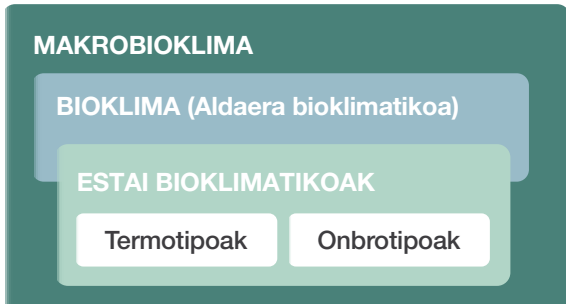 MAKROBIOKLIMA
BIOKLIMA (Aldaera bioklimatikoa)
ESTAI BIOKLIMATIKOAK
Termotipoak Onbrotipoak